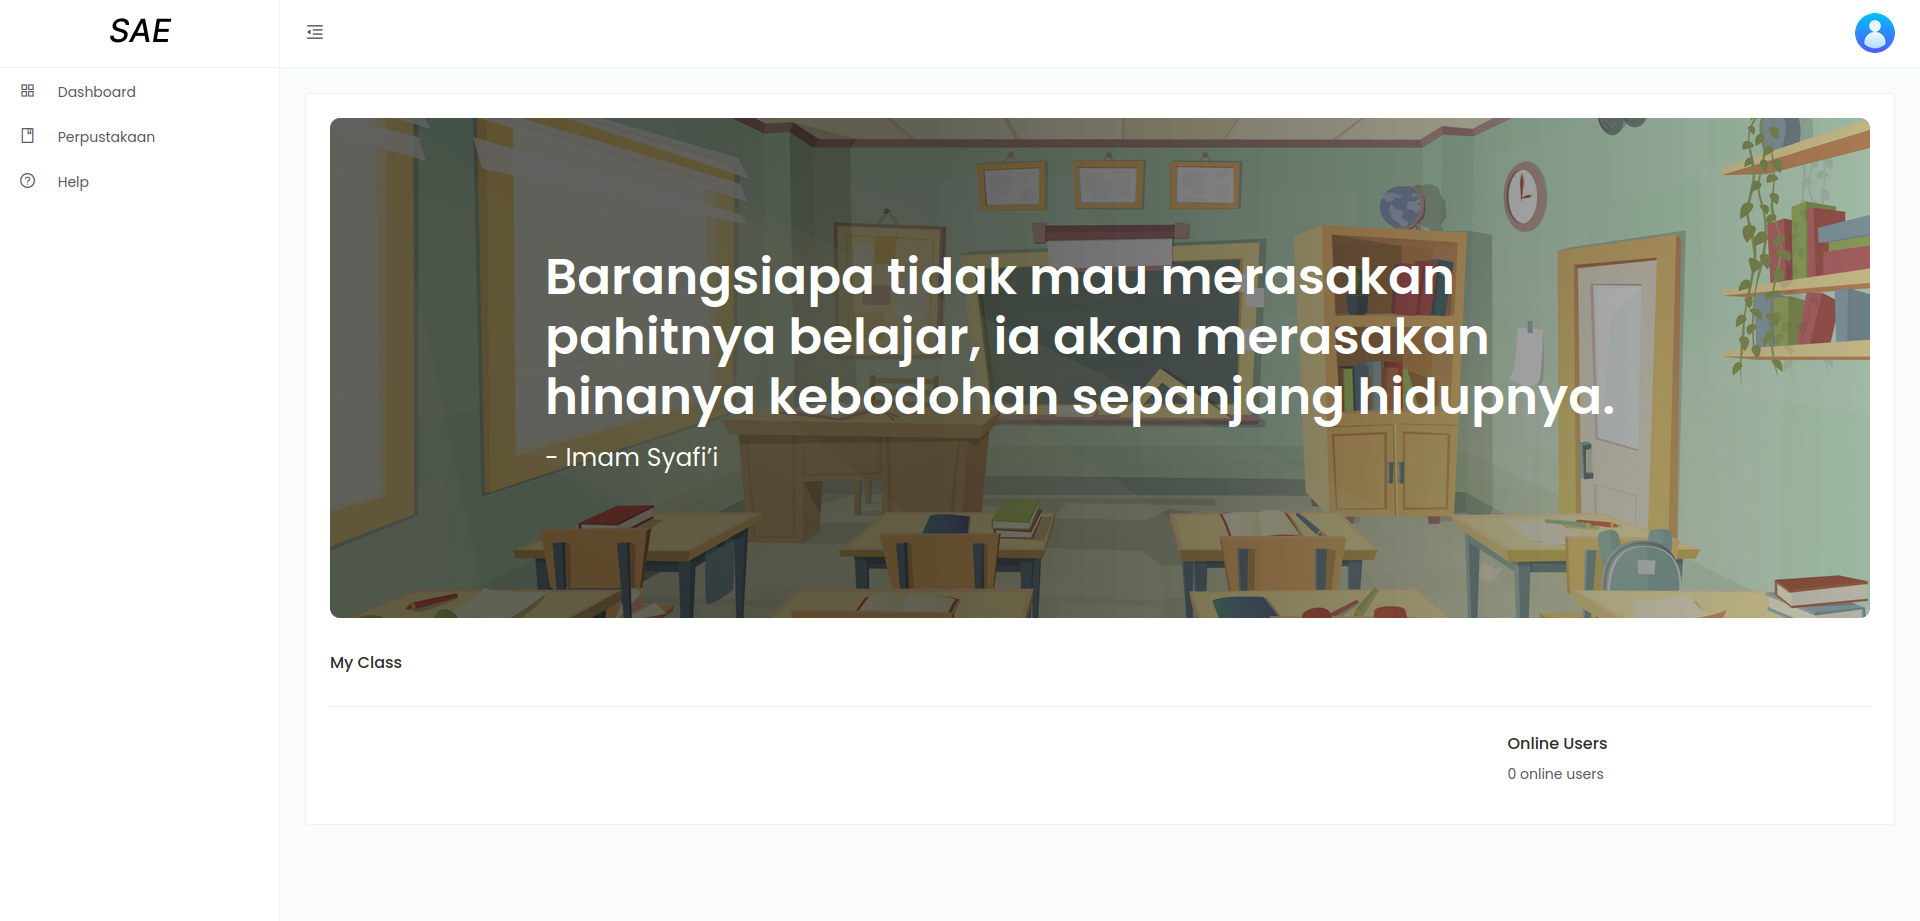 SAE
Dashboard
Perpustakaan
Help
Barangsiapa tidak mau merasakan
pahitnya belajar, ia akan merasakan
hinanya kebodohan sepanjang hidupnya.
- Imam Syafi’i
My Class
Online Users
0 online users